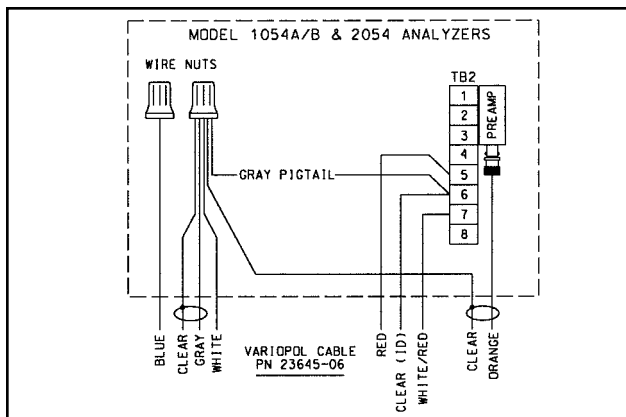 MODEL 1054A/B & 2054 ANALYZERS
WIRE NUTS
TB2
1
2
3
4
5
6
7
8
PREAMP
GRAY PIGTAIL
BLUE
CLEAR
GRAY
WHITE
VARIOPOL CABLE
PN 23645-06
RED
CLEAR (ID)
WHITE/RED
CLEAR
ORANGE